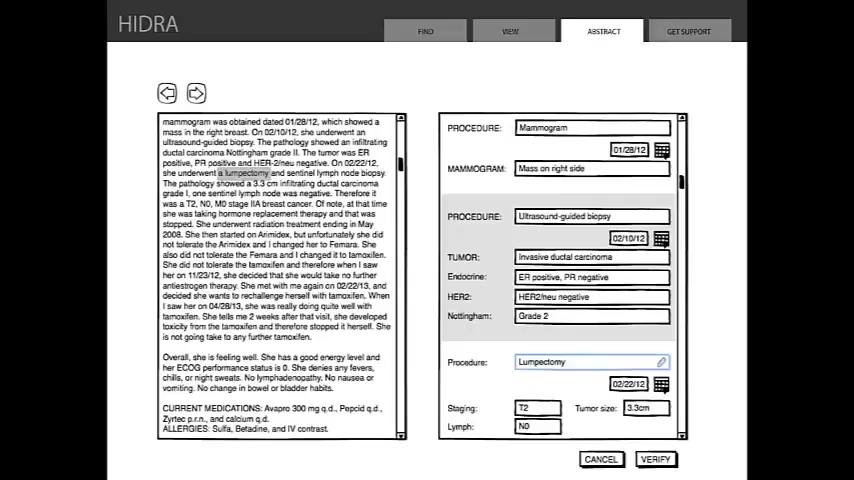 HIDRA
FIND
VIEW
ABSTRACT
GET SUPPORT
mammogram was obtained dated 01/28/12, which showed a
mass in the right breast. On 02/10/12, she underwent an
ultrasound-guided biopsy. The pathology showed an infiltrating
ductal carcinoma Nottingham grade II. The tumor was ER
positive, PR positive and HER-2/neu negative. On 02/22/12,
she underwent a lumpectomy and sentinel lymph node biopsy.
The pathology showed a 3.3 cm infiltrating ductal carcinoma
grade I, one sentinel lymph node was negative. Therefore it
was a T2, N0, M0 stage IIA breast cancer. Of note, at that time
she was taking hormone replacement therapy and that was
stopped. She underwent radiation treatment ending in May
2008. She then started on Arimidex, but unfortunately she did
not tolerate the Arimidex and I changed her to Femara. She
also did not tolerate the Femara and I changed it to tamoxifen.
She did not tolerate the tamoxifen and therefore when I saw
her on 11/23/12, she decided that she would take no further
antiestrogen therapy. She met with me again on 02/22/13, and
decided she wants to rechallenge herself with tamoxifen. When
I saw her on 04/28/13, she was really doing quite well with
tamoxifen. She tells me 2 weeks after that visit, she developed
toxicity from the tamoxifen and therefore stopped it herself. She
is not going to take any further tamoxifen.
Overall, she is feeling well. She has a good energy level and
her ECOG performance status is 0. She denies any fevers,
chills, or night sweats. No lymphadenopathy. No nausea or
vomiting. No change in bowel or bladder habits.
CURRENT MEDICATIONS: Avapro 300 mg q.d., Pepcid q.d.,
Zyrtec p.r.n., and calcium q.d.
ALLERGIES: Sulfa, Betadine, and IV contrast.
PROCEDURE: Mammogram
01/28/12
MAMMOGRAM: Mass on right side
PROCEDURE: Ultrasound-guided biopsy
02/10/12
TUMOR: Invasive ductal carcinoma
Endocrine: ER positive, PR negative
HER2: HER2/neu negative
Nottingham: Grade 2
Procedure: Lumpectomy
02/22/12
Staging: T2 Tumor size: 3.3cm
Lymph: N0
CANCEL
VERIFY